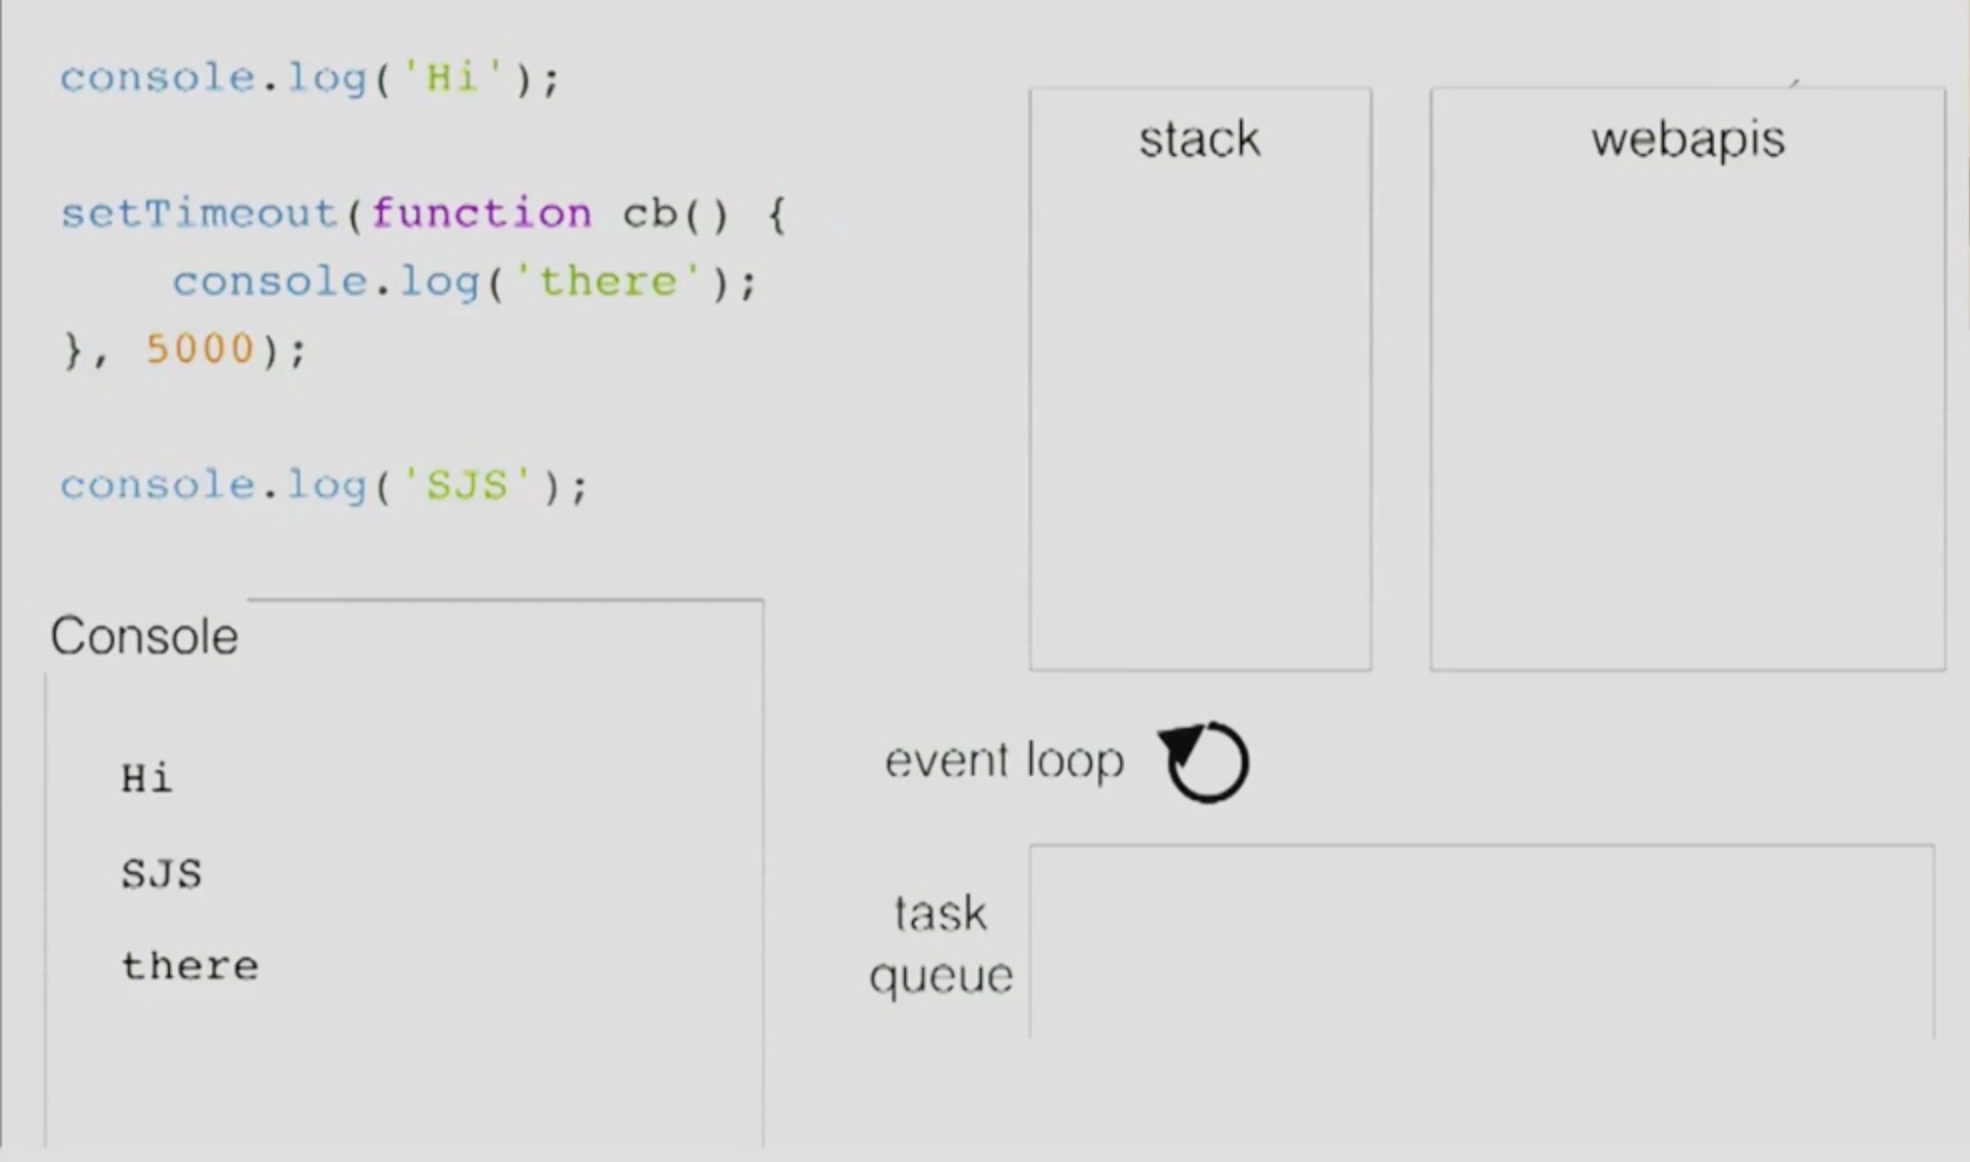 console.log('Hi');
setTimeout(function cb() {
    console.log('there');
}, 5000);
console.log('SJS');
Console
Hi
SJS
there
stack
webapis
event loop
task
queue